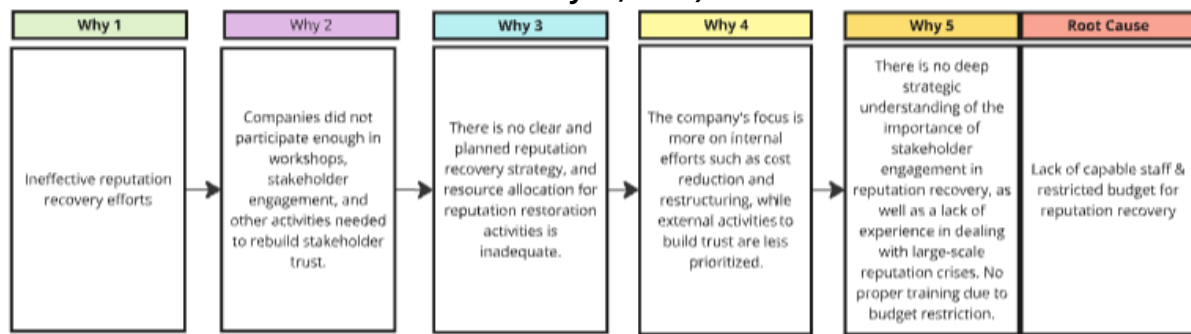 Why 1
Ineffective reputation
recovery efforts
Why 2
Companies did not
participate enough in
workshops,
stakeholder
engagement, and
other activities needed
to rebuild stakeholder
trust.
Why 3
There is no clear and
planned reputation
recovery strategy, and
resource allocation for
reputation restoration
activities is
inadequate.
Why 4
The company's focus is
more on internal
efforts such as cost
reduction and
restructuring, while
external activities to
build trust are less
prioritized.
Why 5
There is no deep
strategic
understanding of the
importance of
stakeholder
engagement in
reputation recovery, as
well as a lack of
experience in dealing
with large-scale
reputation crises. No
proper training due to
budget restriction.
Root Cause
Lack of capable staff &
restricted budget for
reputation recovery